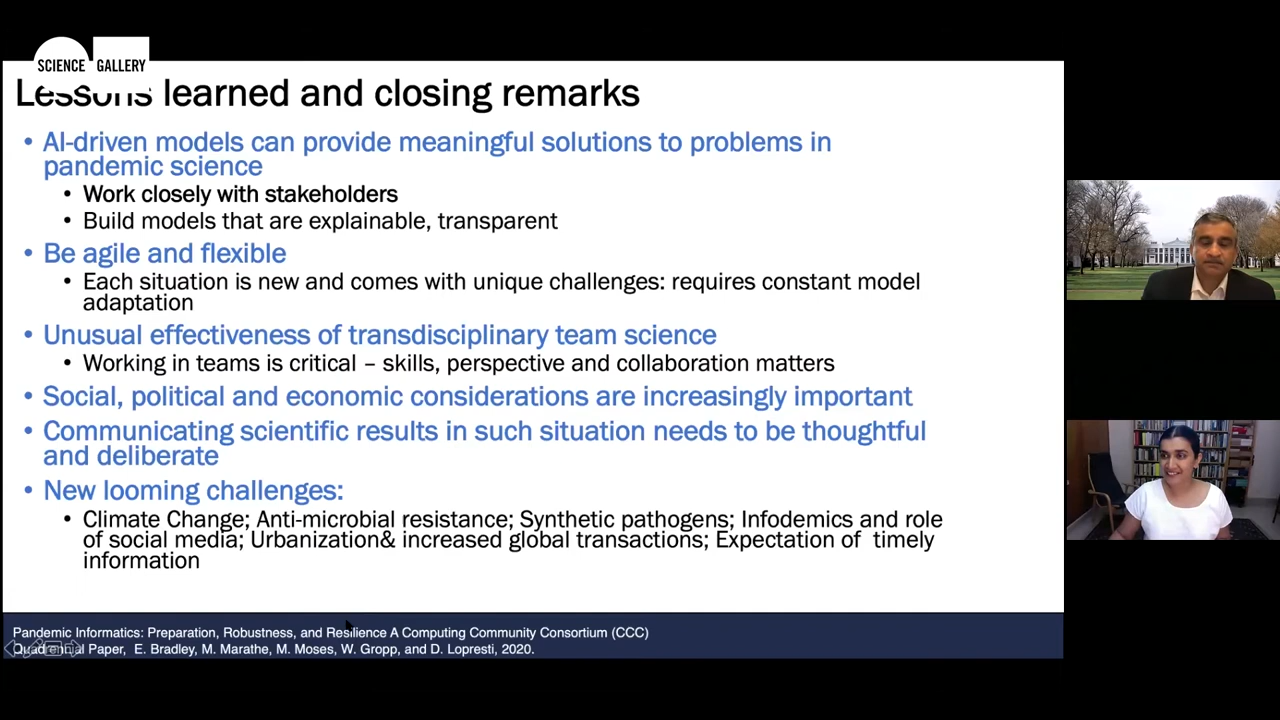 SCIENCE GALLERY
Lessons learned and closing remarks
• AI-driven models can provide meaningful solutions to problems in
pandemic science
• Work closely with stakeholders
• Build models that are explainable, transparent
• Be agile and flexible
• Each situation is new and comes with unique challenges: requires constant model
adaptation
• Unusual effectiveness of transdisciplinary team science
• Working in teams is critical – skills, perspective and collaboration matters
• Social, political and economic considerations are increasingly important
• Communicating scientific results in such situation needs to be thoughtful
and deliberate
• New looming challenges:
• Climate Change; Anti-microbial resistance; Synthetic pathogens; Infodemics and role
of social media; Urbanization& increased global transactions; Expectation of timely
information
Pandemic Informatics: Preparation, Robustness, and Resilience A Computing Community Consortium (CCC)
Quadrennial Paper, E. Bradley, M. Marathe, M. Moses, W. Gropp, and D. Lopresti, 2020.